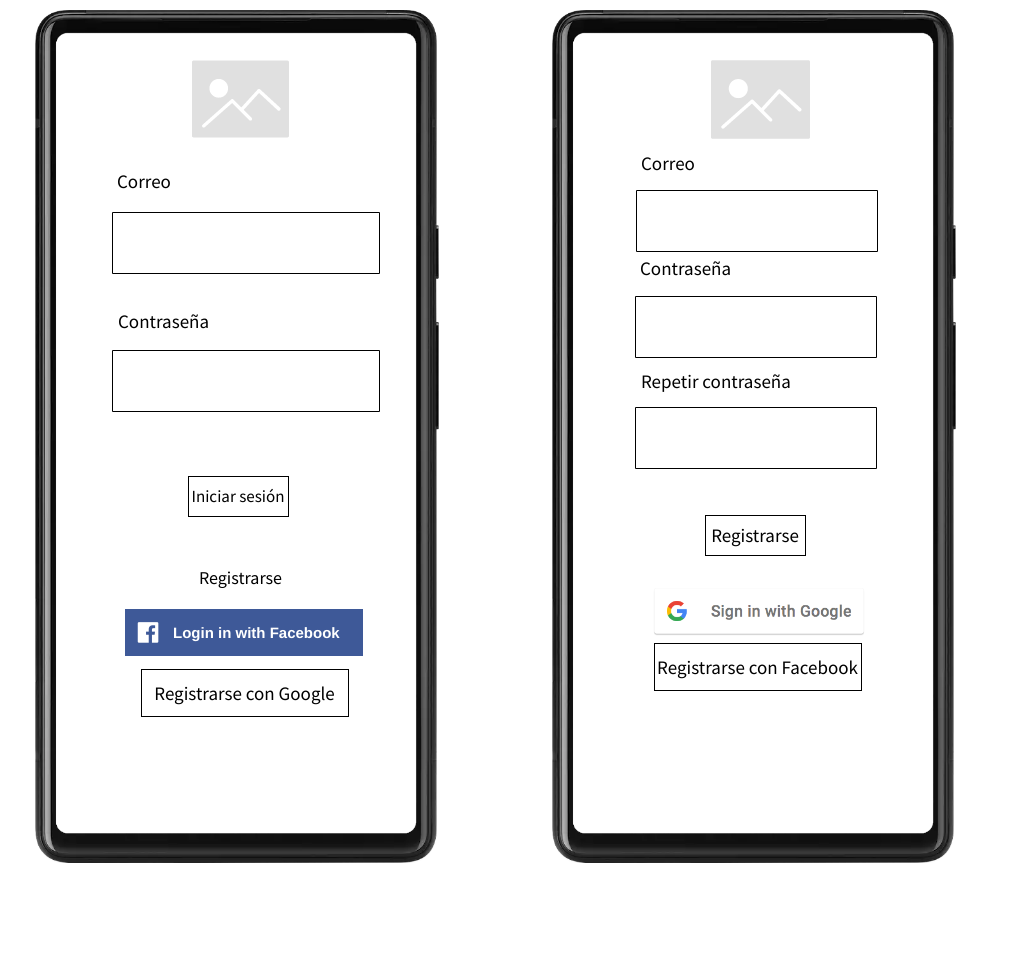 Correo
Contraseña
Iniciar sesión
Registrarse
Login in with Facebook
Registrarse con Google
Correo
Contraseña
Repetir contraseña
Registrarse
Sign in with Google
Registrarse con Facebook